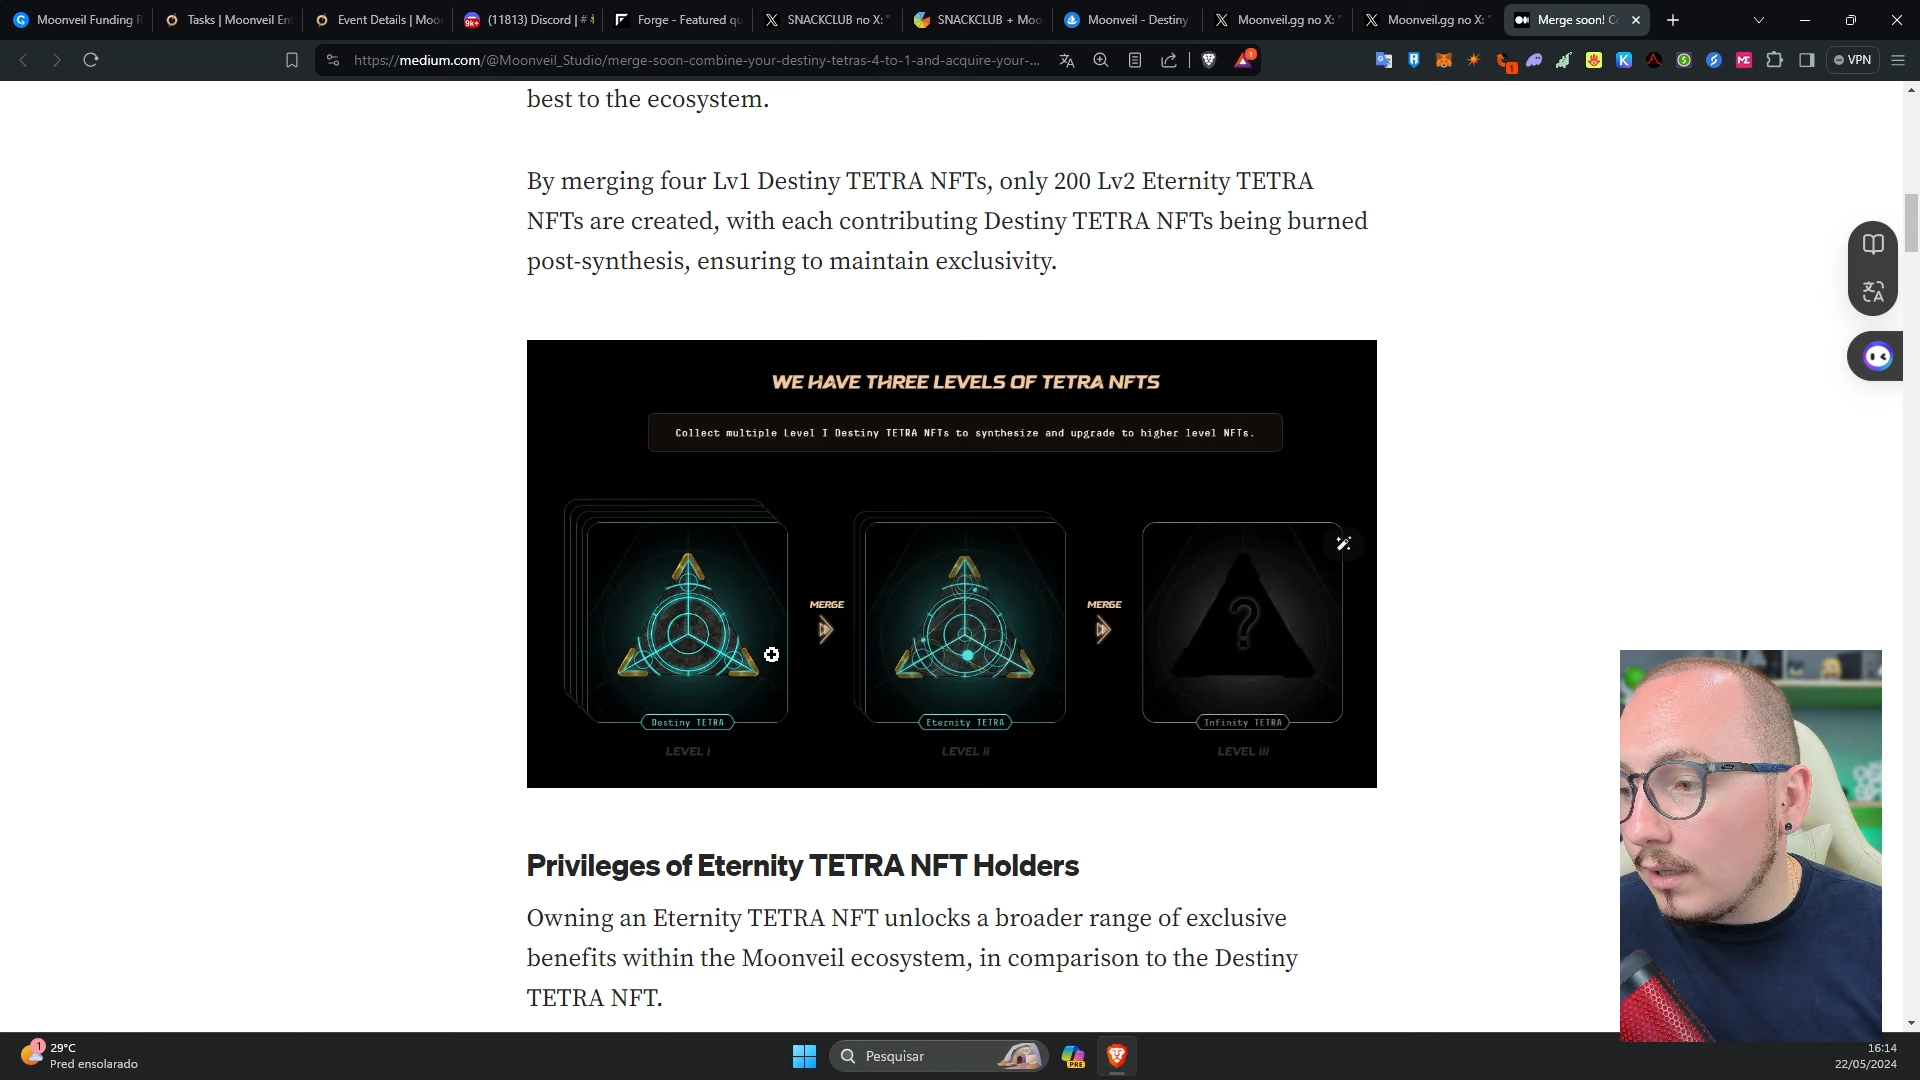 Moonveil Funding R
Tasks | Moonveil En
Event Details | Moo
(11813) Discord | #
Forge - Featured qu
SNACKCLUB no X: "
SNACKCLUB + Moo
Moonveil - Destiny
Moonveil.gg no X: "
Moonveil.gg no X: "
Merge soon! Co
https://medium.com/@Moonveil_Studio/merge-soon-combine-your-destiny-tetras-4-to-1-and-acquire-your-...
VPN
best to the ecosystem.
By merging four Lv1 Destiny TETRA NFTs, only 200 Lv2 Eternity TETRA
NFTs are created, with each contributing Destiny TETRA NFTs being burned
post-synthesis, ensuring to maintain exclusivity.
WE HAVE THREE LEVELS OF TETRA NFTS
Collect multiple Level I Destiny TETRA NFTs to synthesize and upgrade to higher level NFTs.
MERGE
MERGE
?
Destiny TETRA
Eternity TETRA
Infinity TETRA
LEVEL I
LEVEL II
LEVEL III
Privileges of Eternity TETRA NFT Holders
Owning an Eternity TETRA NFT unlocks a broader range of exclusive
benefits within the Moonveil ecosystem, in comparison to the Destiny
TETRA NFT.
29°C
Pred ensolarado
Pesquisar
PRE
16:14
22/05/2024